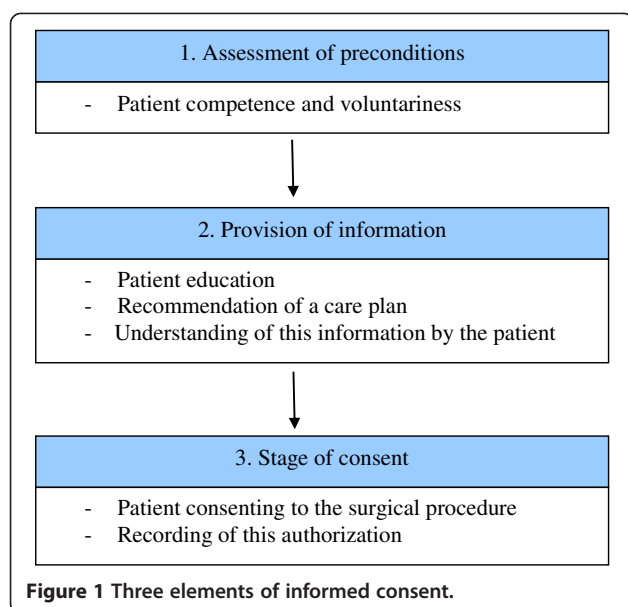 1. Assessment of preconditions
- Patient competence and voluntariness
2. Provision of information
- Patient education
- Recommendation of a care plan
- Understanding of this information by the patient
3. Stage of consent
- Patient consenting to the surgical procedure
- Recording of this authorization
Figure 1 Three elements of informed consent.